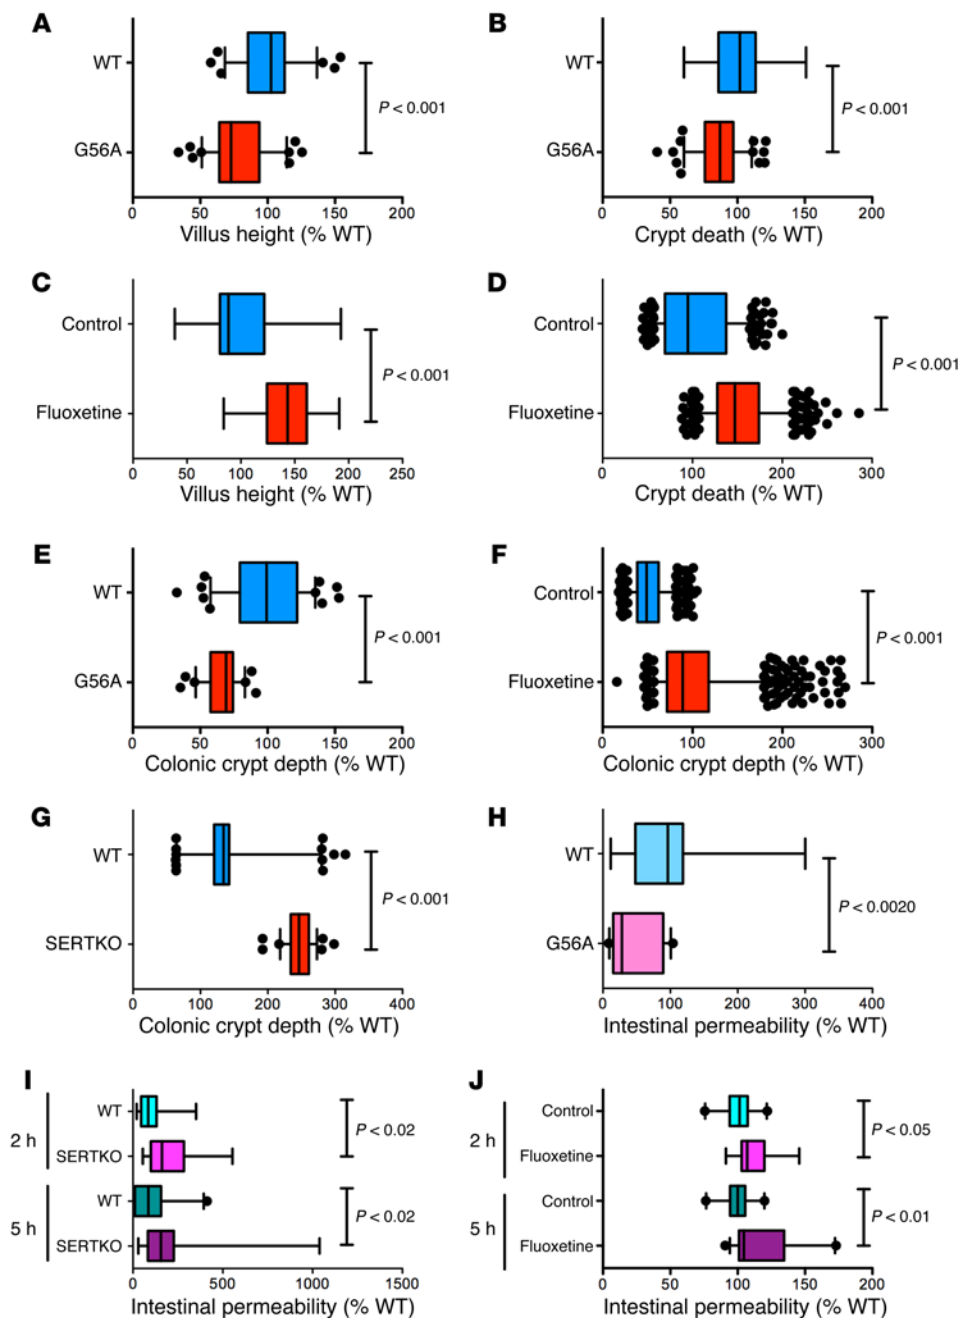 A
WT
G56A
P < 0.001
0 50 100 150 200
Villus height (% WT)
B
WT
G56A
P < 0.001
0 50 100 150 200
Crypt death (% WT)
C
Control
Fluoxetine
P < 0.001
0 50 100 150 200 250
Villus height (% WT)
D
Control
Fluoxetine
P < 0.001
0 100 200 300
Crypt death (% WT)
E
WT
G56A
P < 0.001
0 50 100 150 200
Colonic crypt depth (% WT)
F
Control
Fluoxetine
P < 0.001
0 100 200 300
Colonic crypt depth (% WT)
G
WT
SERTKO
P < 0.001
0 100 200 300 400
Colonic crypt depth (% WT)
H
WT
G56A
P < 0.0020
0 100 200 300 400
Intestinal permeability (% WT)
I
2 h
WT
SERTKO
P < 0.02
5 h
WT
SERTKO
P < 0.02
0 500 1000 1500
Intestinal permeability (% WT)
J
2 h
Control
Fluoxetine
P < 0.05
5 h
Control
Fluoxetine
P < 0.01
0 50 100 150 200
Intestinal permeability (% WT)